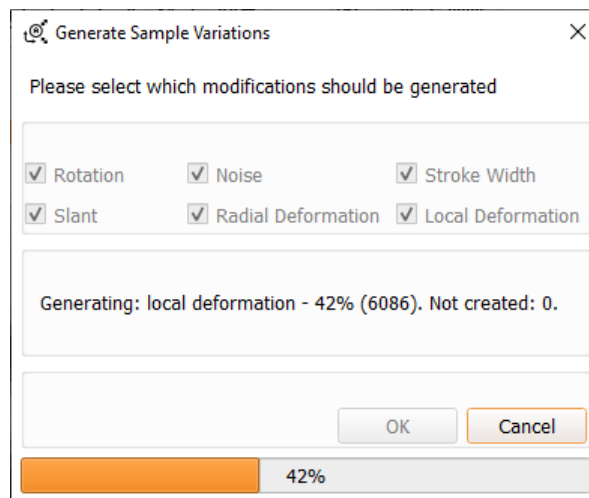 Generate Sample Variations
Please select which modifications should be generated
Rotation Noise Stroke Width
Slant Radial Deformation Local Deformation
Generating: local deformation - 42% (6086). Not created: 0.
OK Cancel
42%